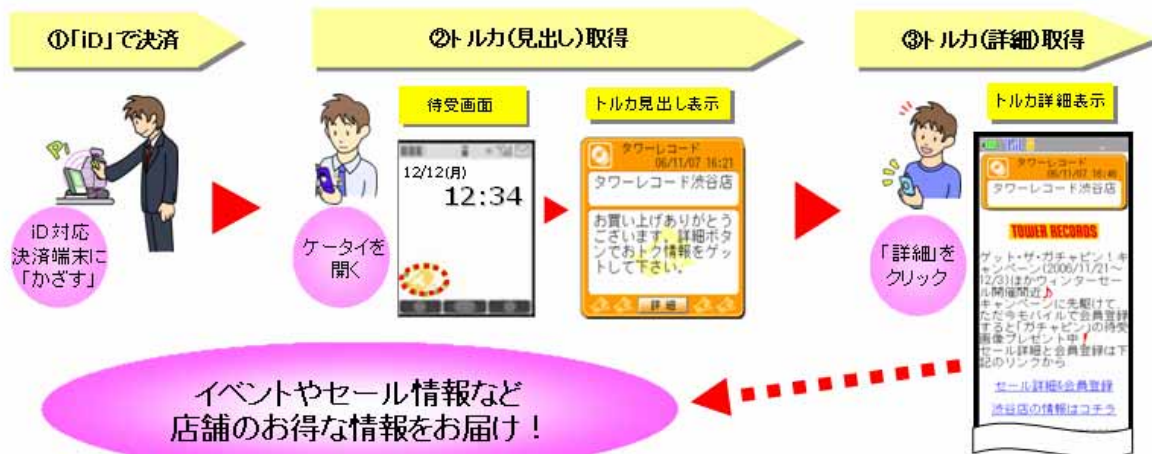 ①「iD」で決済
②トルカ(見出し)取得
③トルカ(詳細)取得
Pi
iD対応
決済端末に
「かざす」
ケータイを
開く
待受画面
12/12(月)
12:34
トルカ見出し表示
タワーレコード
06/11/07 16:21
タワーレコード渋谷店
お買い上げありがとう
ございます。詳細ボタ
ンでおトク情報をゲッ
トして下さい。
詳細
「詳細」を
クリック
トルカ詳細表示
タワーレコード
06/11/07 16:46
タワーレコード渋谷店
TOWER RECORDS
ゲット・ザ・ガチャピン!キ
ャンペーン(2006/11/21~
12/3)ほかウィンターセー
ル開催間近♪
キャンペーンに先駆けて、
ただ今モバイルで会員登録
すると「ガチャピン」の待受
画像プレゼント中!
セール詳細と会員登録は下
記のリンクから
セール詳細&会員登録
渋谷店の情報はコチラ
イベントやセール情報など
店舗のお得な情報をお届け!